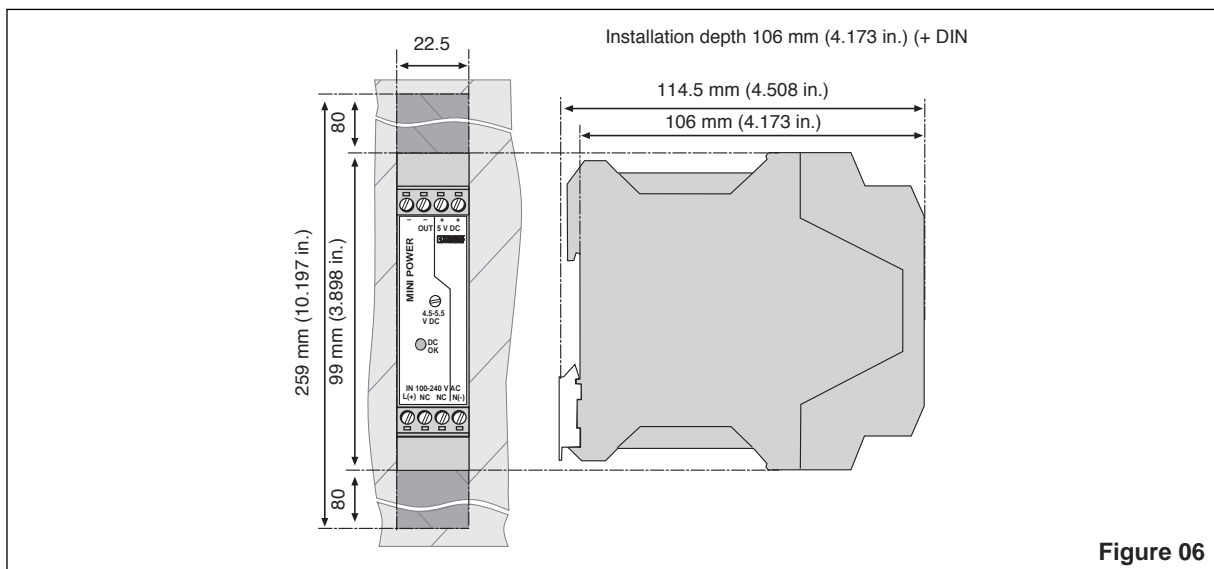 Installation depth 106 mm (4.173 in.) (+ DIN
22.5
114.5 mm (4.508 in.)
106 mm (4.173 in.)
80
259 mm (10.197 in.)
99 mm (3.898 in.)
80
– – + +
OUT 5 V DC
MINI POWER
4.5-5.5
V DC
DC
OK
IN 100-240 V AC
L(+) NC NC N(-)
Figure 06